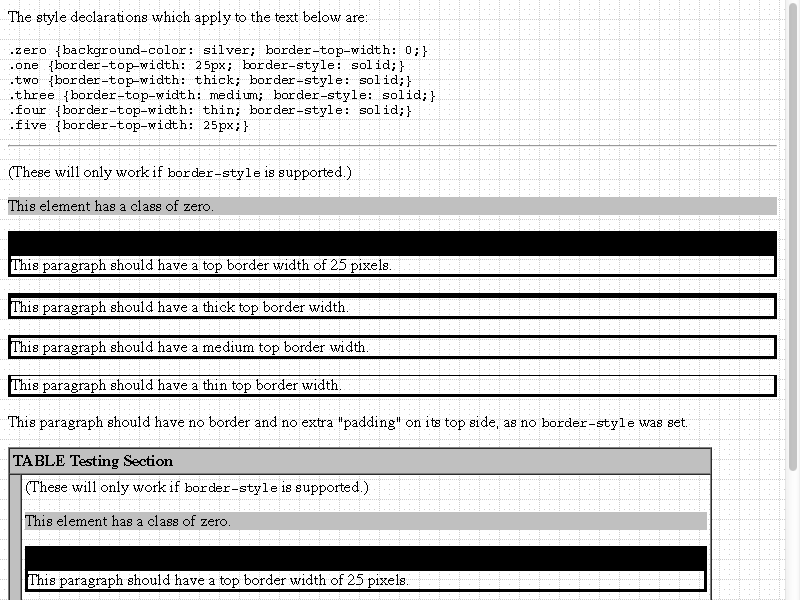 The style declarations which apply to the text below are:
.zero {background-color: silver; border-top-width: 0;}
.one {border-top-width: 25px; border-style: solid;}
.two {border-top-width: thick; border-style: solid;}
.three {border-top-width: medium; border-style: solid;}
.four {border-top-width: thin; border-style: solid;}
.five {border-top-width: 25px;}
(These will only work if border-style is supported.)
This element has a class of zero.
This paragraph should have a top border width of 25 pixels.
This paragraph should have a thick top border width.
This paragraph should have a medium top border width.
This paragraph should have a thin top border width.
This paragraph should have no border and no extra "padding" on its top side, as no border-style was set.
TABLE Testing Section
(These will only work if border-style is supported.)
This element has a class of zero.
This paragraph should have a top border width of 25 pixels.